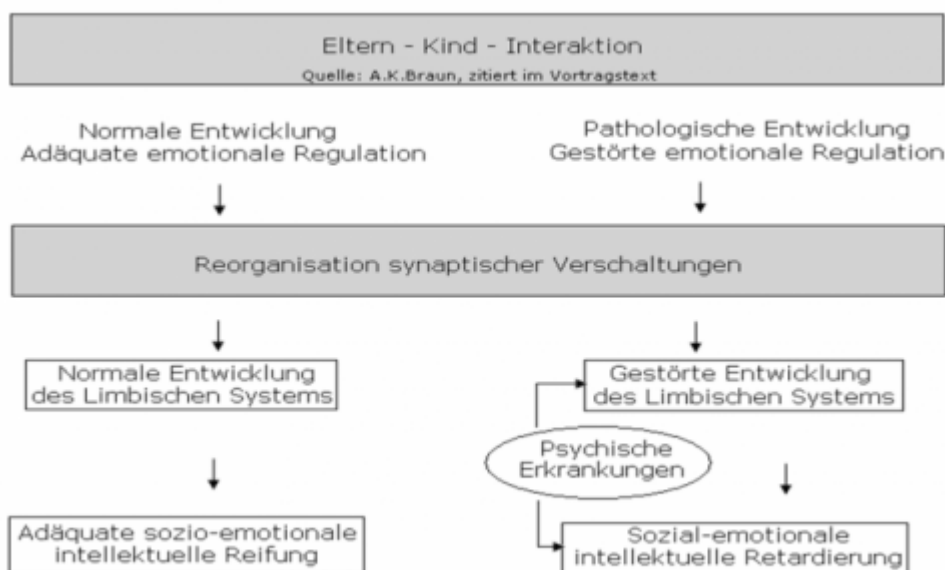 Eltern - Kind - Interaktion
Quelle: A.K.Braun, zitiert im Vortragstext
Normale Entwicklung
Adäquate emotionale Regulation
Pathologische Entwicklung
Gestörte emotionale Regulation
Reorganisation synaptischer Verschaltungen
Normale Entwicklung
des Limbischen Systems
Gestörte Entwicklung
des Limbischen Systems
Psychische
Erkrankungen
Adäquate sozio-emotionale
intellektuelle Reifung
Sozial-emotionale
intellektuelle Retardierung